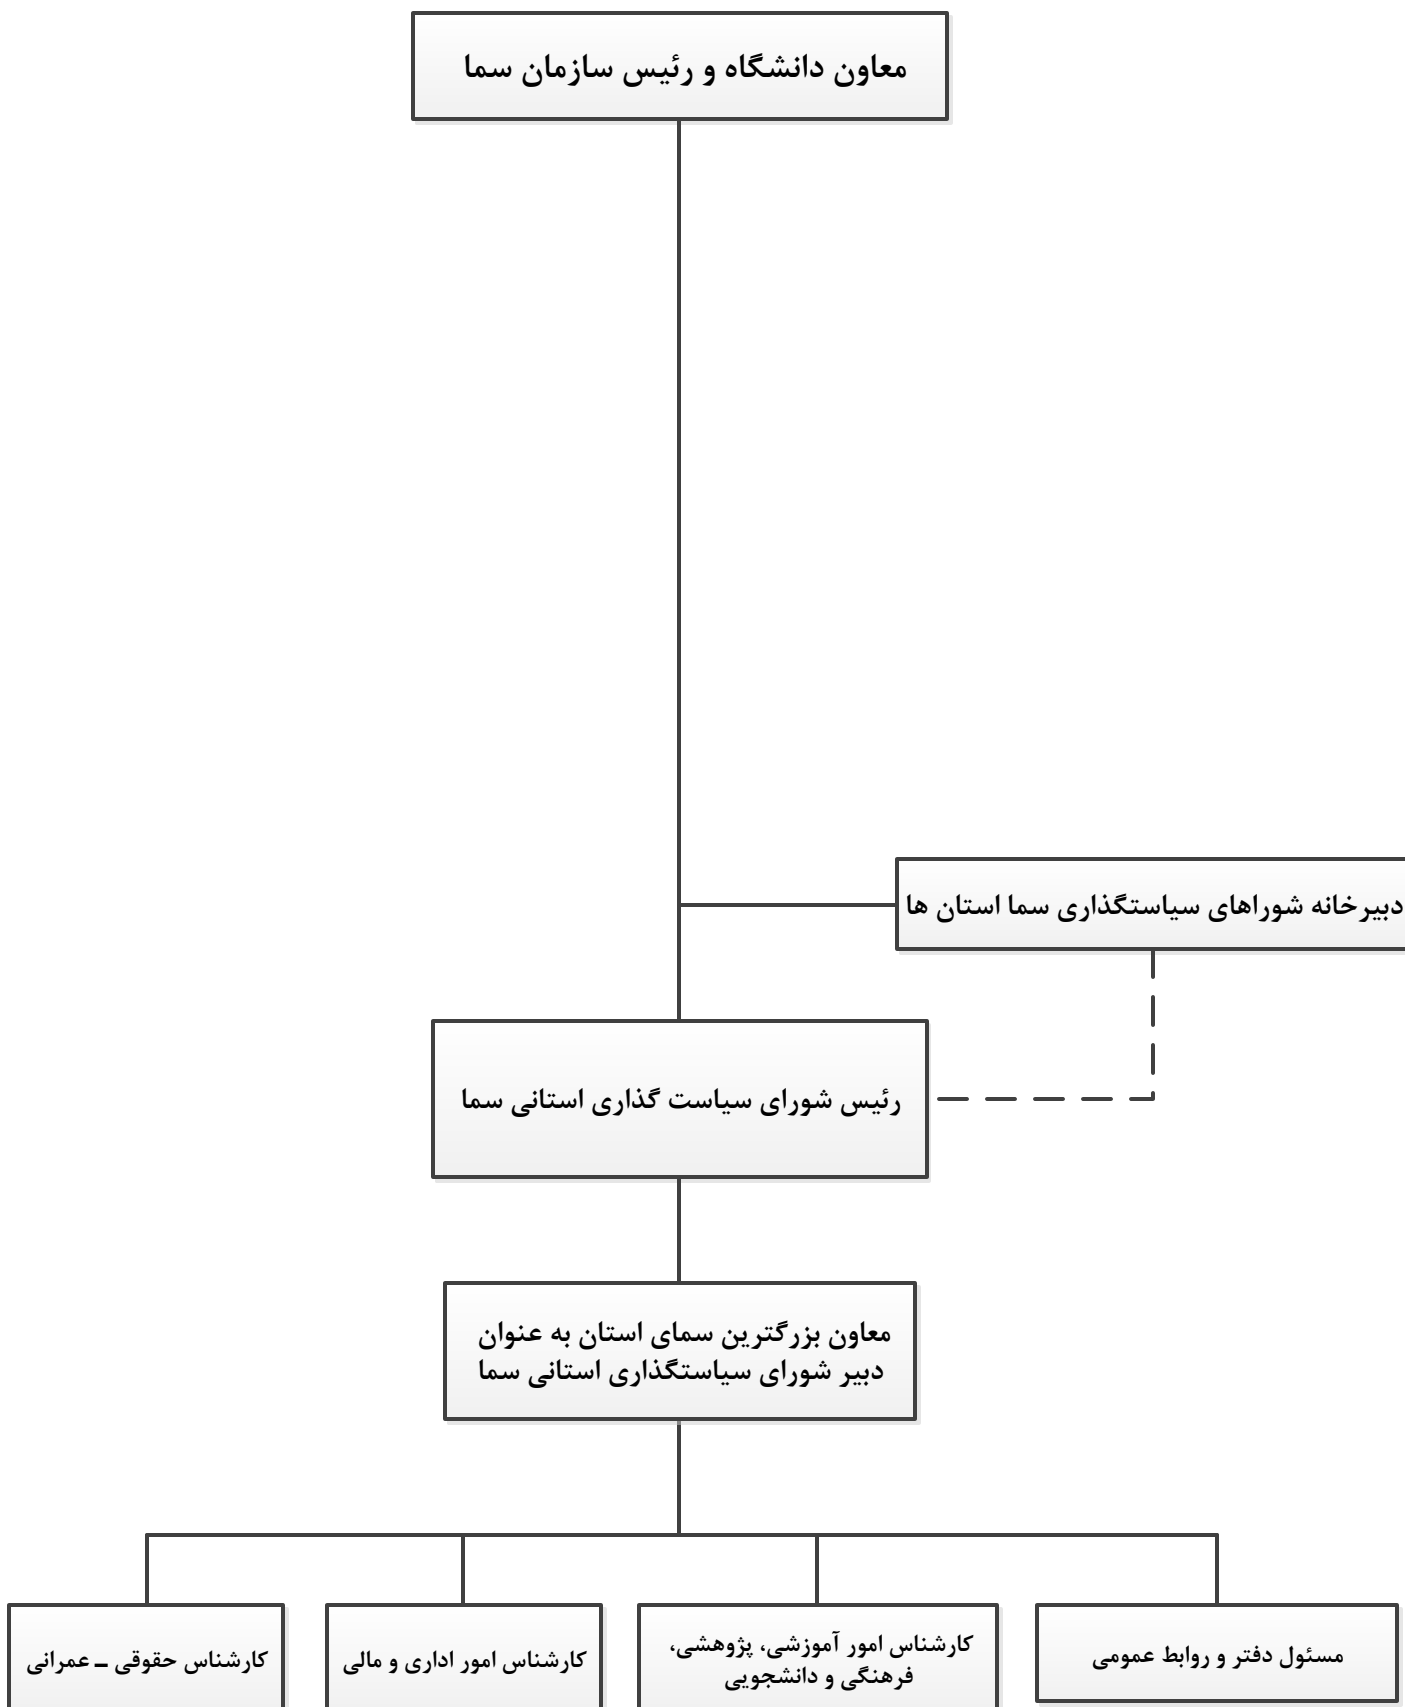 معاون دانشگاه و رئیس سازمان سما
دبیرخانه شوراهای سیاستگذاری سما استان ها
رئیس شورای سیاست گذاری استانی سما
معاون بزرگترین سمای استان به عنوان
دبیر شورای سیاستگذاری استانی سما
مسئول دفتر و روابط عمومی
کارشناس امور آموزشی، پژوهشی،
فرهنگی و دانشجویی
کارشناس امور اداری و مالی
کارشناس حقوقی ـ عمرانی